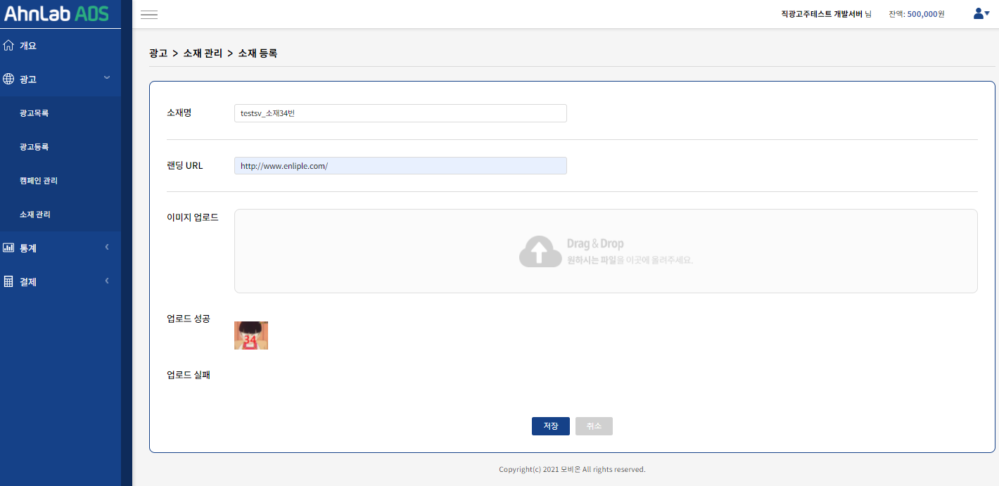 AhnLab ADS
직광고주테스트 개발서버 님 잔액: 500,000원
개요
광고
광고목록
광고등록
캠페인 관리
소재 관리
통계
결제
광고 > 소재 관리 > 소재 등록
소재명 testsv_소재34번
랜딩 URL http://www.enliple.com/
이미지 업로드
Drag & Drop
원하시는 파일을 이곳에 올려주세요.
업로드 성공
34
업로드 실패
저장 취소
Copyright(c) 2021 모비온 All rights reserved.